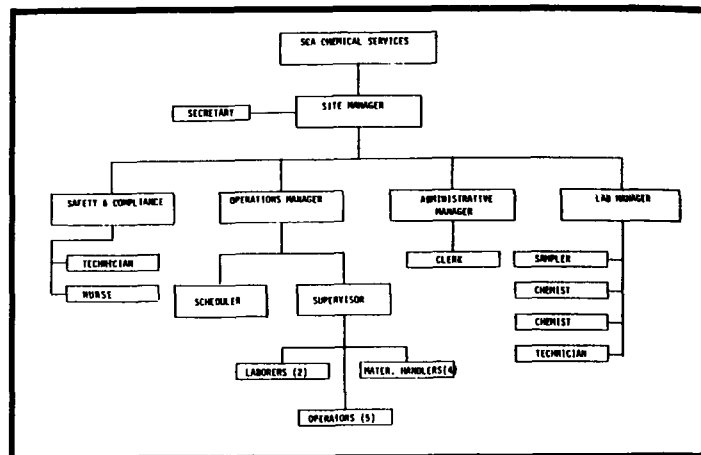 SCA CHEMICAL SERVICES
SECRETARY
SITE MANAGER
SAFETY & COMPLIANCE
OPERATIONS MANAGER
ADMINISTRATIVE
MANAGER
LAB MANAGER
TECHNICIAN
NURSE
SCHEDULER
SUPERVISOR
CLERK
SAMPLER
CHEMIST
CHEMIST
TECHNICIAN
LABORERS (2)
MATER. HANDLERS(4)
OPERATORS (5)